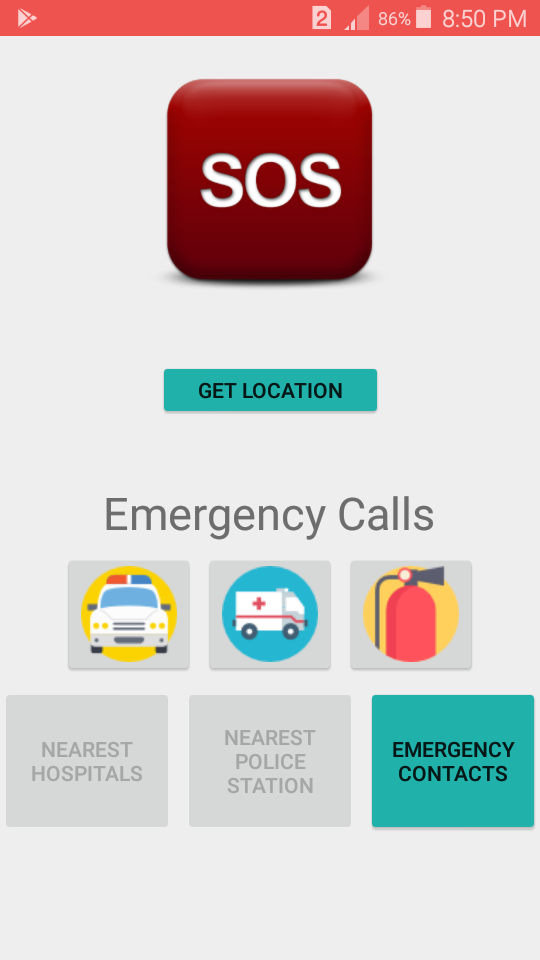 2 86% 8:50 PM
SOS
GET LOCATION
Emergency Calls
NEAREST
HOSPITALS
NEAREST
POLICE
STATION
EMERGENCY
CONTACTS